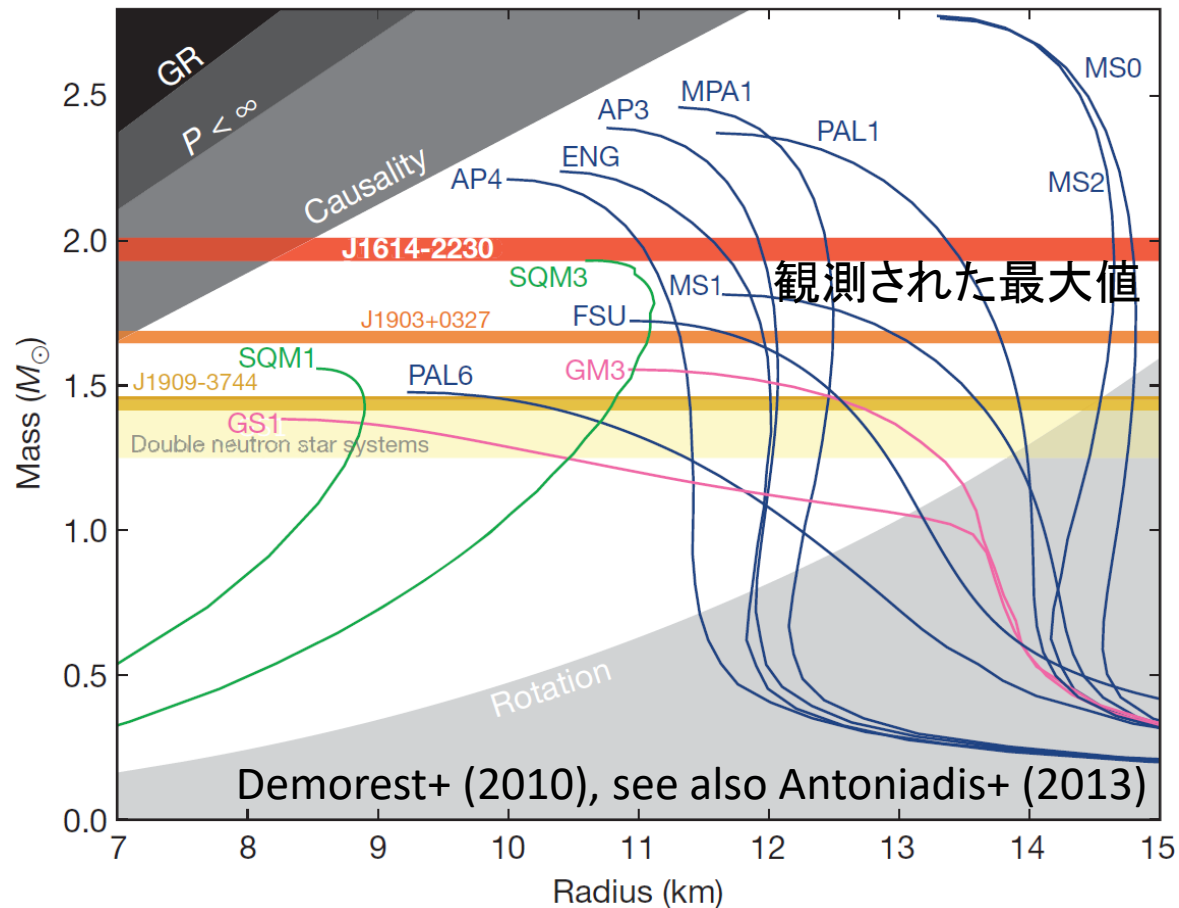 GR
P < ∞
Causality
Rotation
AP4
ENG
AP3
MPA1
PAL1
MS0
MS2
J1614-2230
観測された最大値
SQM3
MS1
FSU
J1903+0327
SQM1
J1909-3744
PAL6
GM3
GS1
Double neutron star systems
Demorest+ (2010), see also Antoniadis+ (2013)
Mass (M☉)
2.5
2.0
1.5
1.0
0.5
0.0
7 8 9 10 11 12 13 14 15
Radius (km)